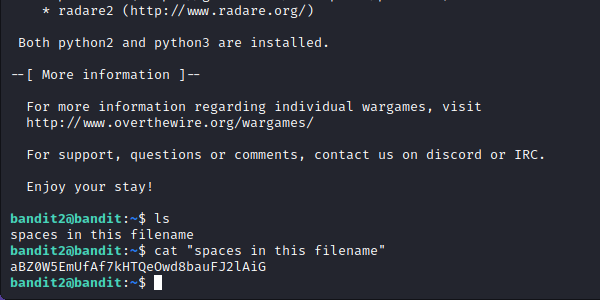 * radare2 (http://www.radare.org/)
Both python2 and python3 are installed.
--[ More information ]--
For more information regarding individual wargames, visit
http://www.overthewire.org/wargames/
For support, questions or comments, contact us on discord or IRC.
Enjoy your stay!
bandit2@bandit:~$ ls
spaces in this filename
bandit2@bandit:~$ cat "spaces in this filename"
aBZ0W5EmUfAf7kHTQeOwd8bauFJ2lAiG
bandit2@bandit:~$